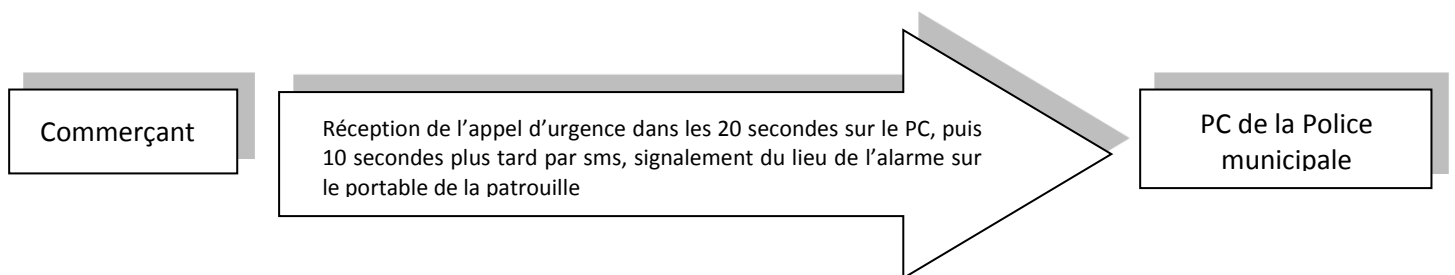 Commerçant
Réception de l’appel d’urgence dans les 20 secondes sur le PC, puis
10 secondes plus tard par sms, signalement du lieu de l’alarme sur
le portable de la patrouille
PC de la Police
municipale